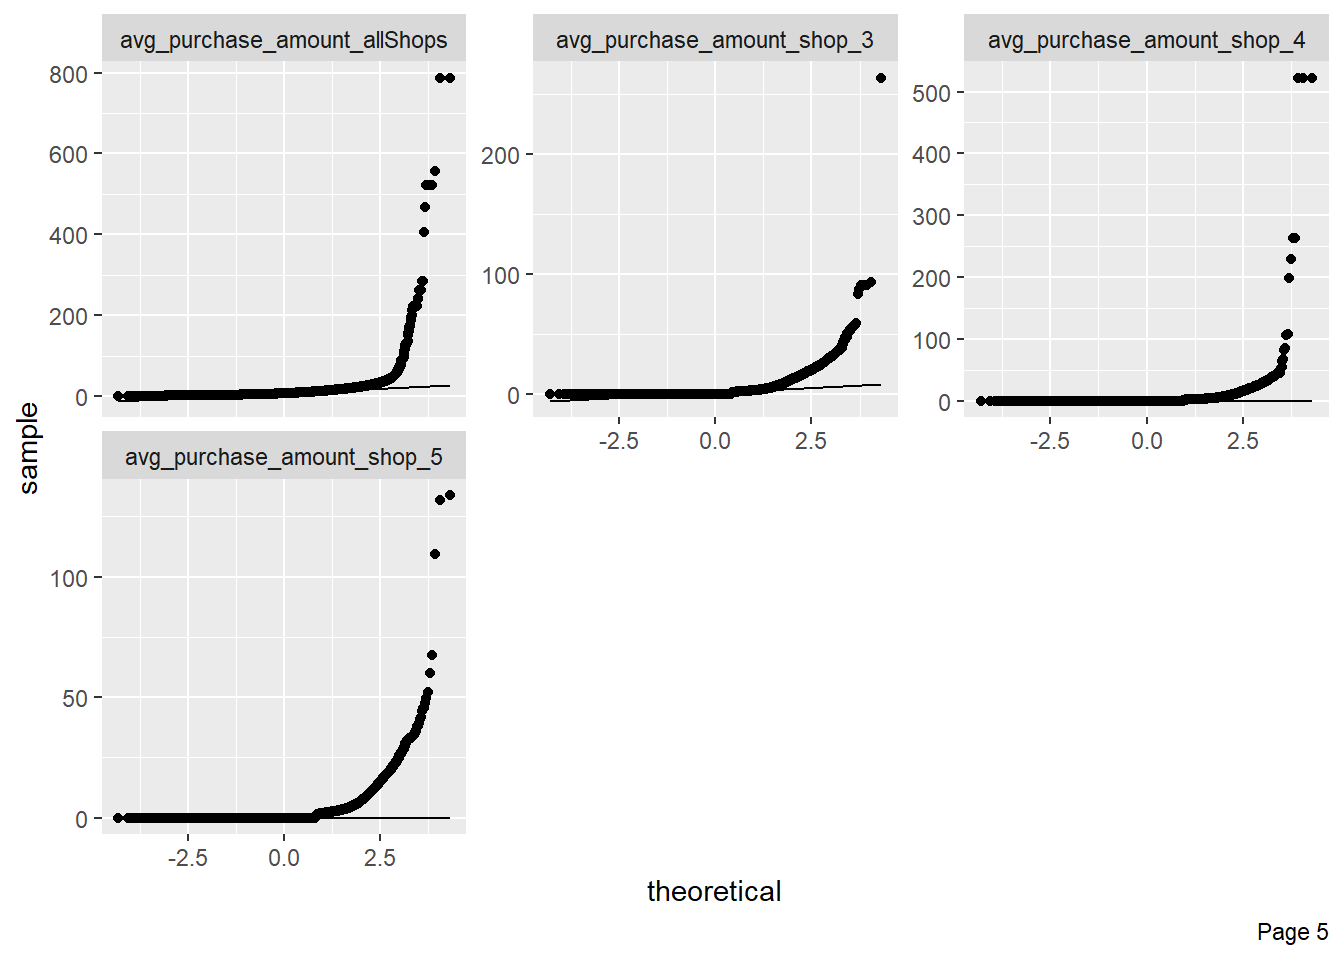 avg_purchase_amount_allShops
avg_purchase_amount_shop_3
avg_purchase_amount_shop_4
800
600
400
200
0
200
100
0
500
400
300
200
100
0
-2.5 0.0 2.5
-2.5 0.0 2.5
avg_purchase_amount_shop_5
100
50
0
-2.5 0.0 2.5
sample
theoretical
Page 5